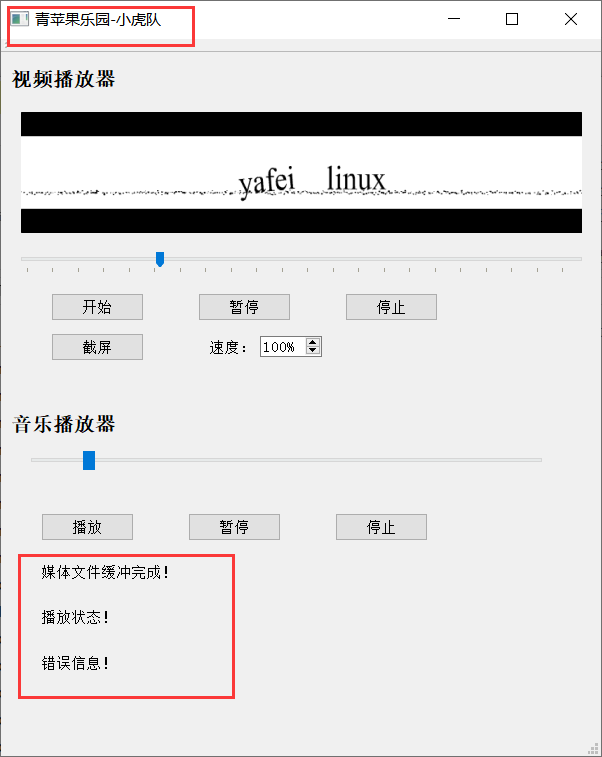 青苹果乐园-小虎队
视频播放器
yafei linux
开始 暂停 停止
截屏 速度： 100%
音乐播放器
播放 暂停 停止
媒体文件缓冲完成!
播放状态!
错误信息!